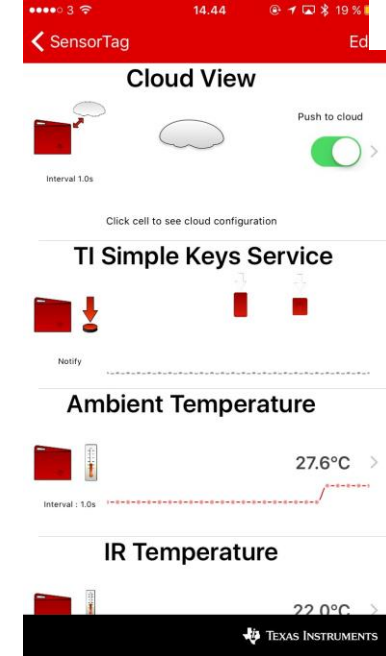 3 14.44 19 %
SensorTag Ed
Cloud View
Push to cloud
Interval 1.0s
Click cell to see cloud configuration
TI Simple Keys Service
Notify
Ambient Temperature
27.6°C
Interval : 1.0s
IR Temperature
22.0°C
TEXAS INSTRUMENTS